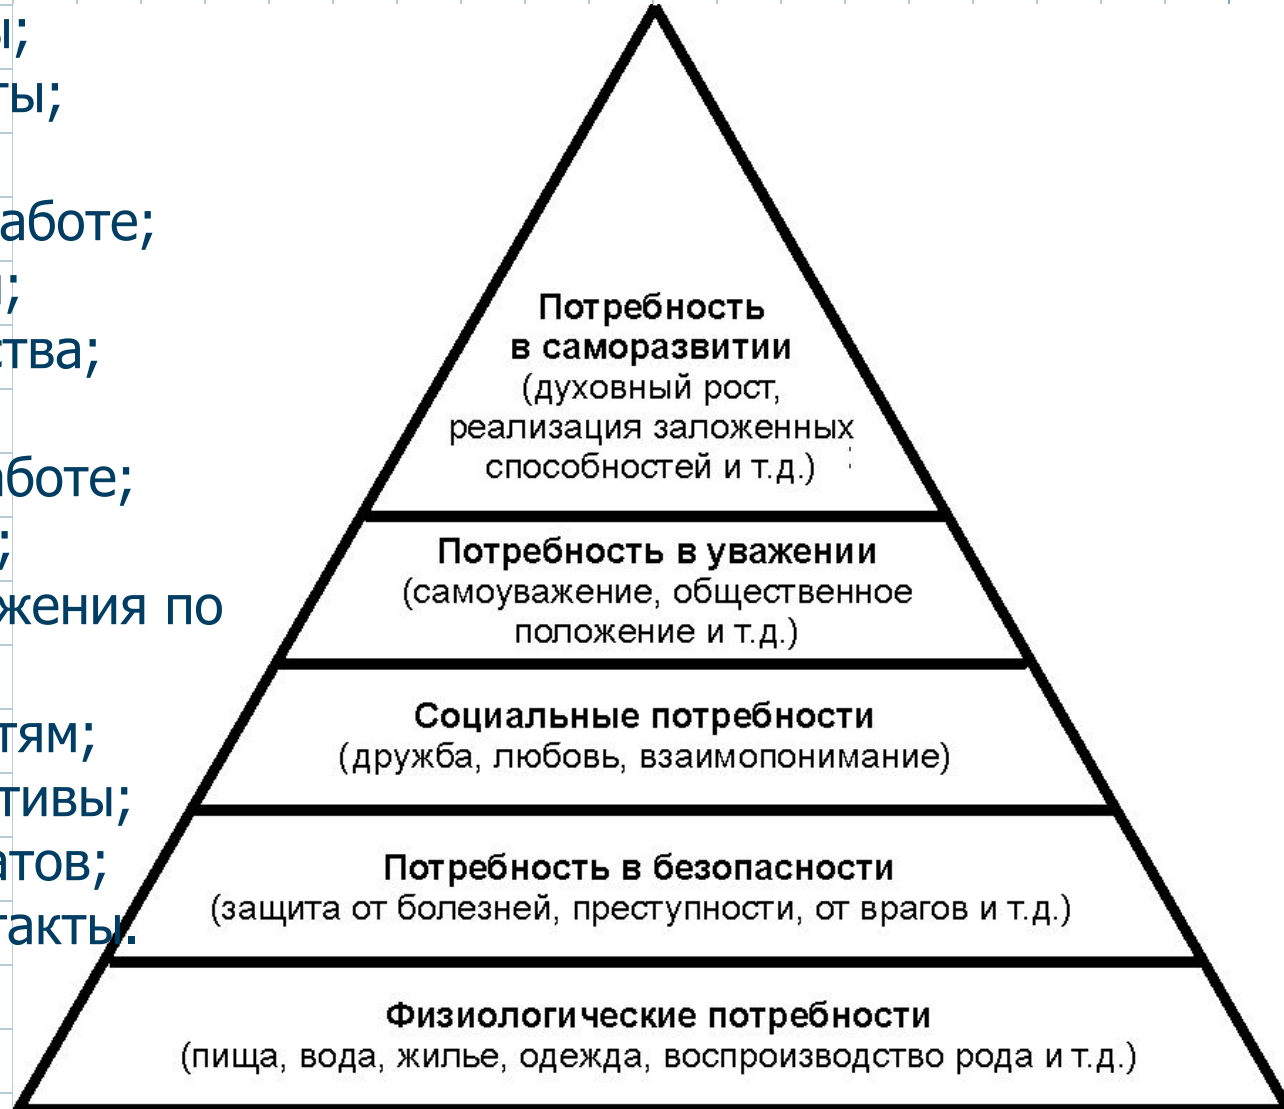 ы;
ты;
аботе;
;
ства;
аботе;
;
жения по
тям;
тивы;
атов;
такты.
Потребность
в саморазвитии
(духовный рост,
реализация заложенных
способностей и т.д.)
Потребность в уважении
(самоуважение, общественное
положение и т.д.)
Социальные потребности
(дружба, любовь, взаимопонимание)
Потребность в безопасности
(защита от болезней, преступности, от врагов и т.д.)
Физиологические потребности
(пища, вода, жилье, одежда, воспроизводство рода и т.д.)